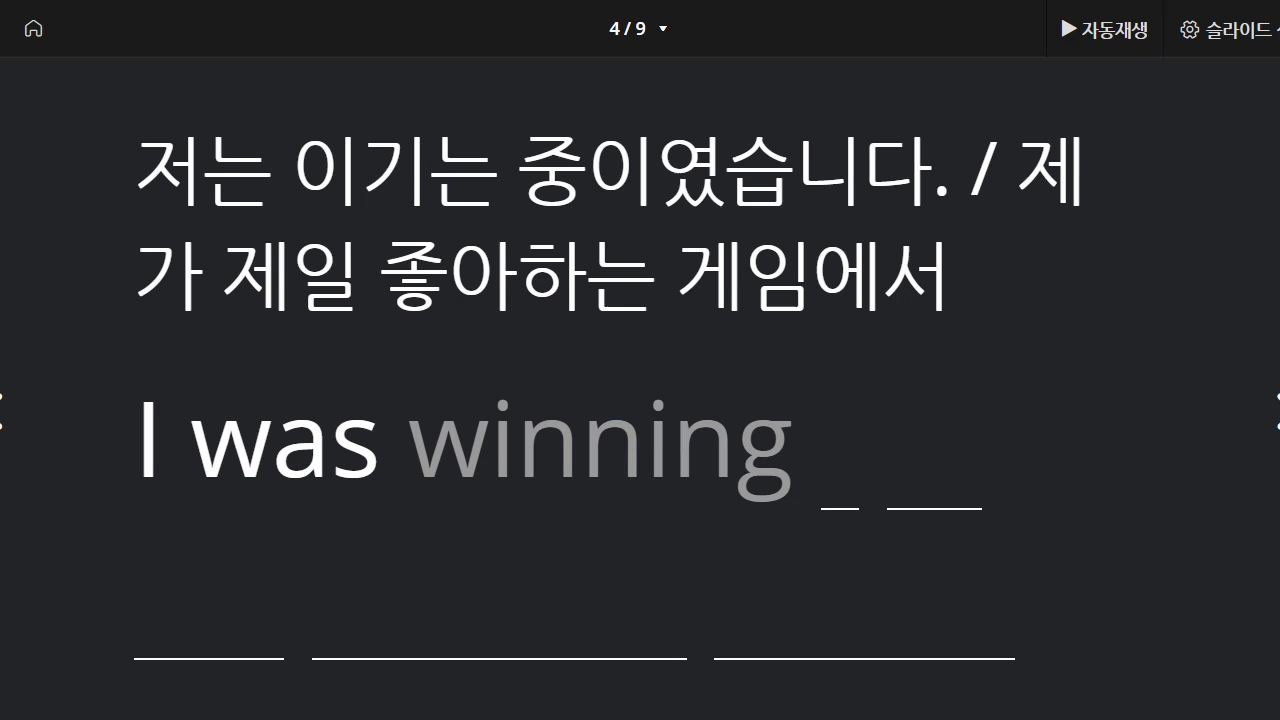 4 / 9
자동재생
슬라이드
저는 이기는 중이였습니다. / 제
가 제일 좋아하는 게임에서
I was winning